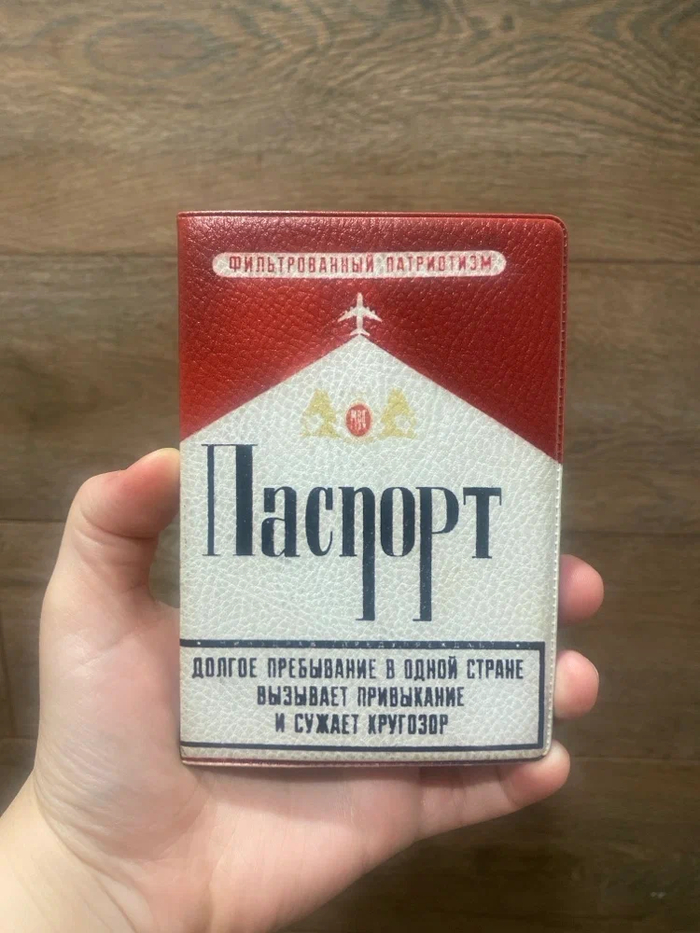 ФИЛЬТРОВАННЫЙ ПАТРИОТИЗМ
Паспорт
ДОЛГОЕ ПРЕБЫВАНИЕ В ОДНОЙ СТРАНЕ
ВЫЗЫВАЕТ ПРИВЫКАНИЕ
И СУЖАЕТ КРУГОЗОР